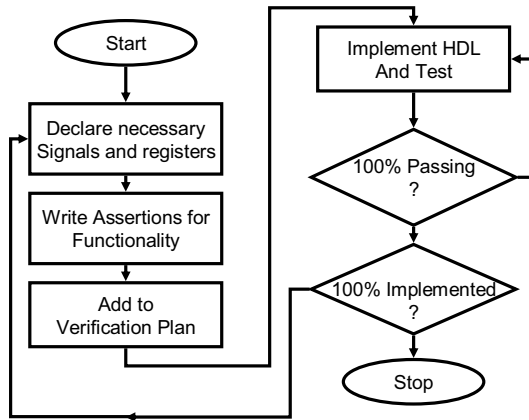 Start
Declare necessary
Signals and registers
Write Assertions for
Functionality
Add to
Verification Plan
Implement HDL
And Test
100% Passing
?
100% Implemented
?
Stop